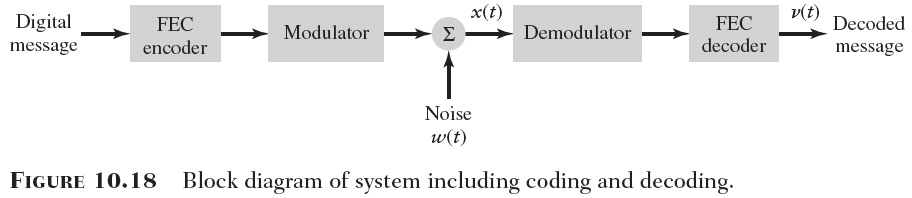 Digital
message
FEC
encoder
Modulator
Σ
x(t)
Demodulator
FEC
decoder
v(t)
Decoded
message
Noise
w(t)
FIGURE 10.18 Block diagram of system including coding and decoding.